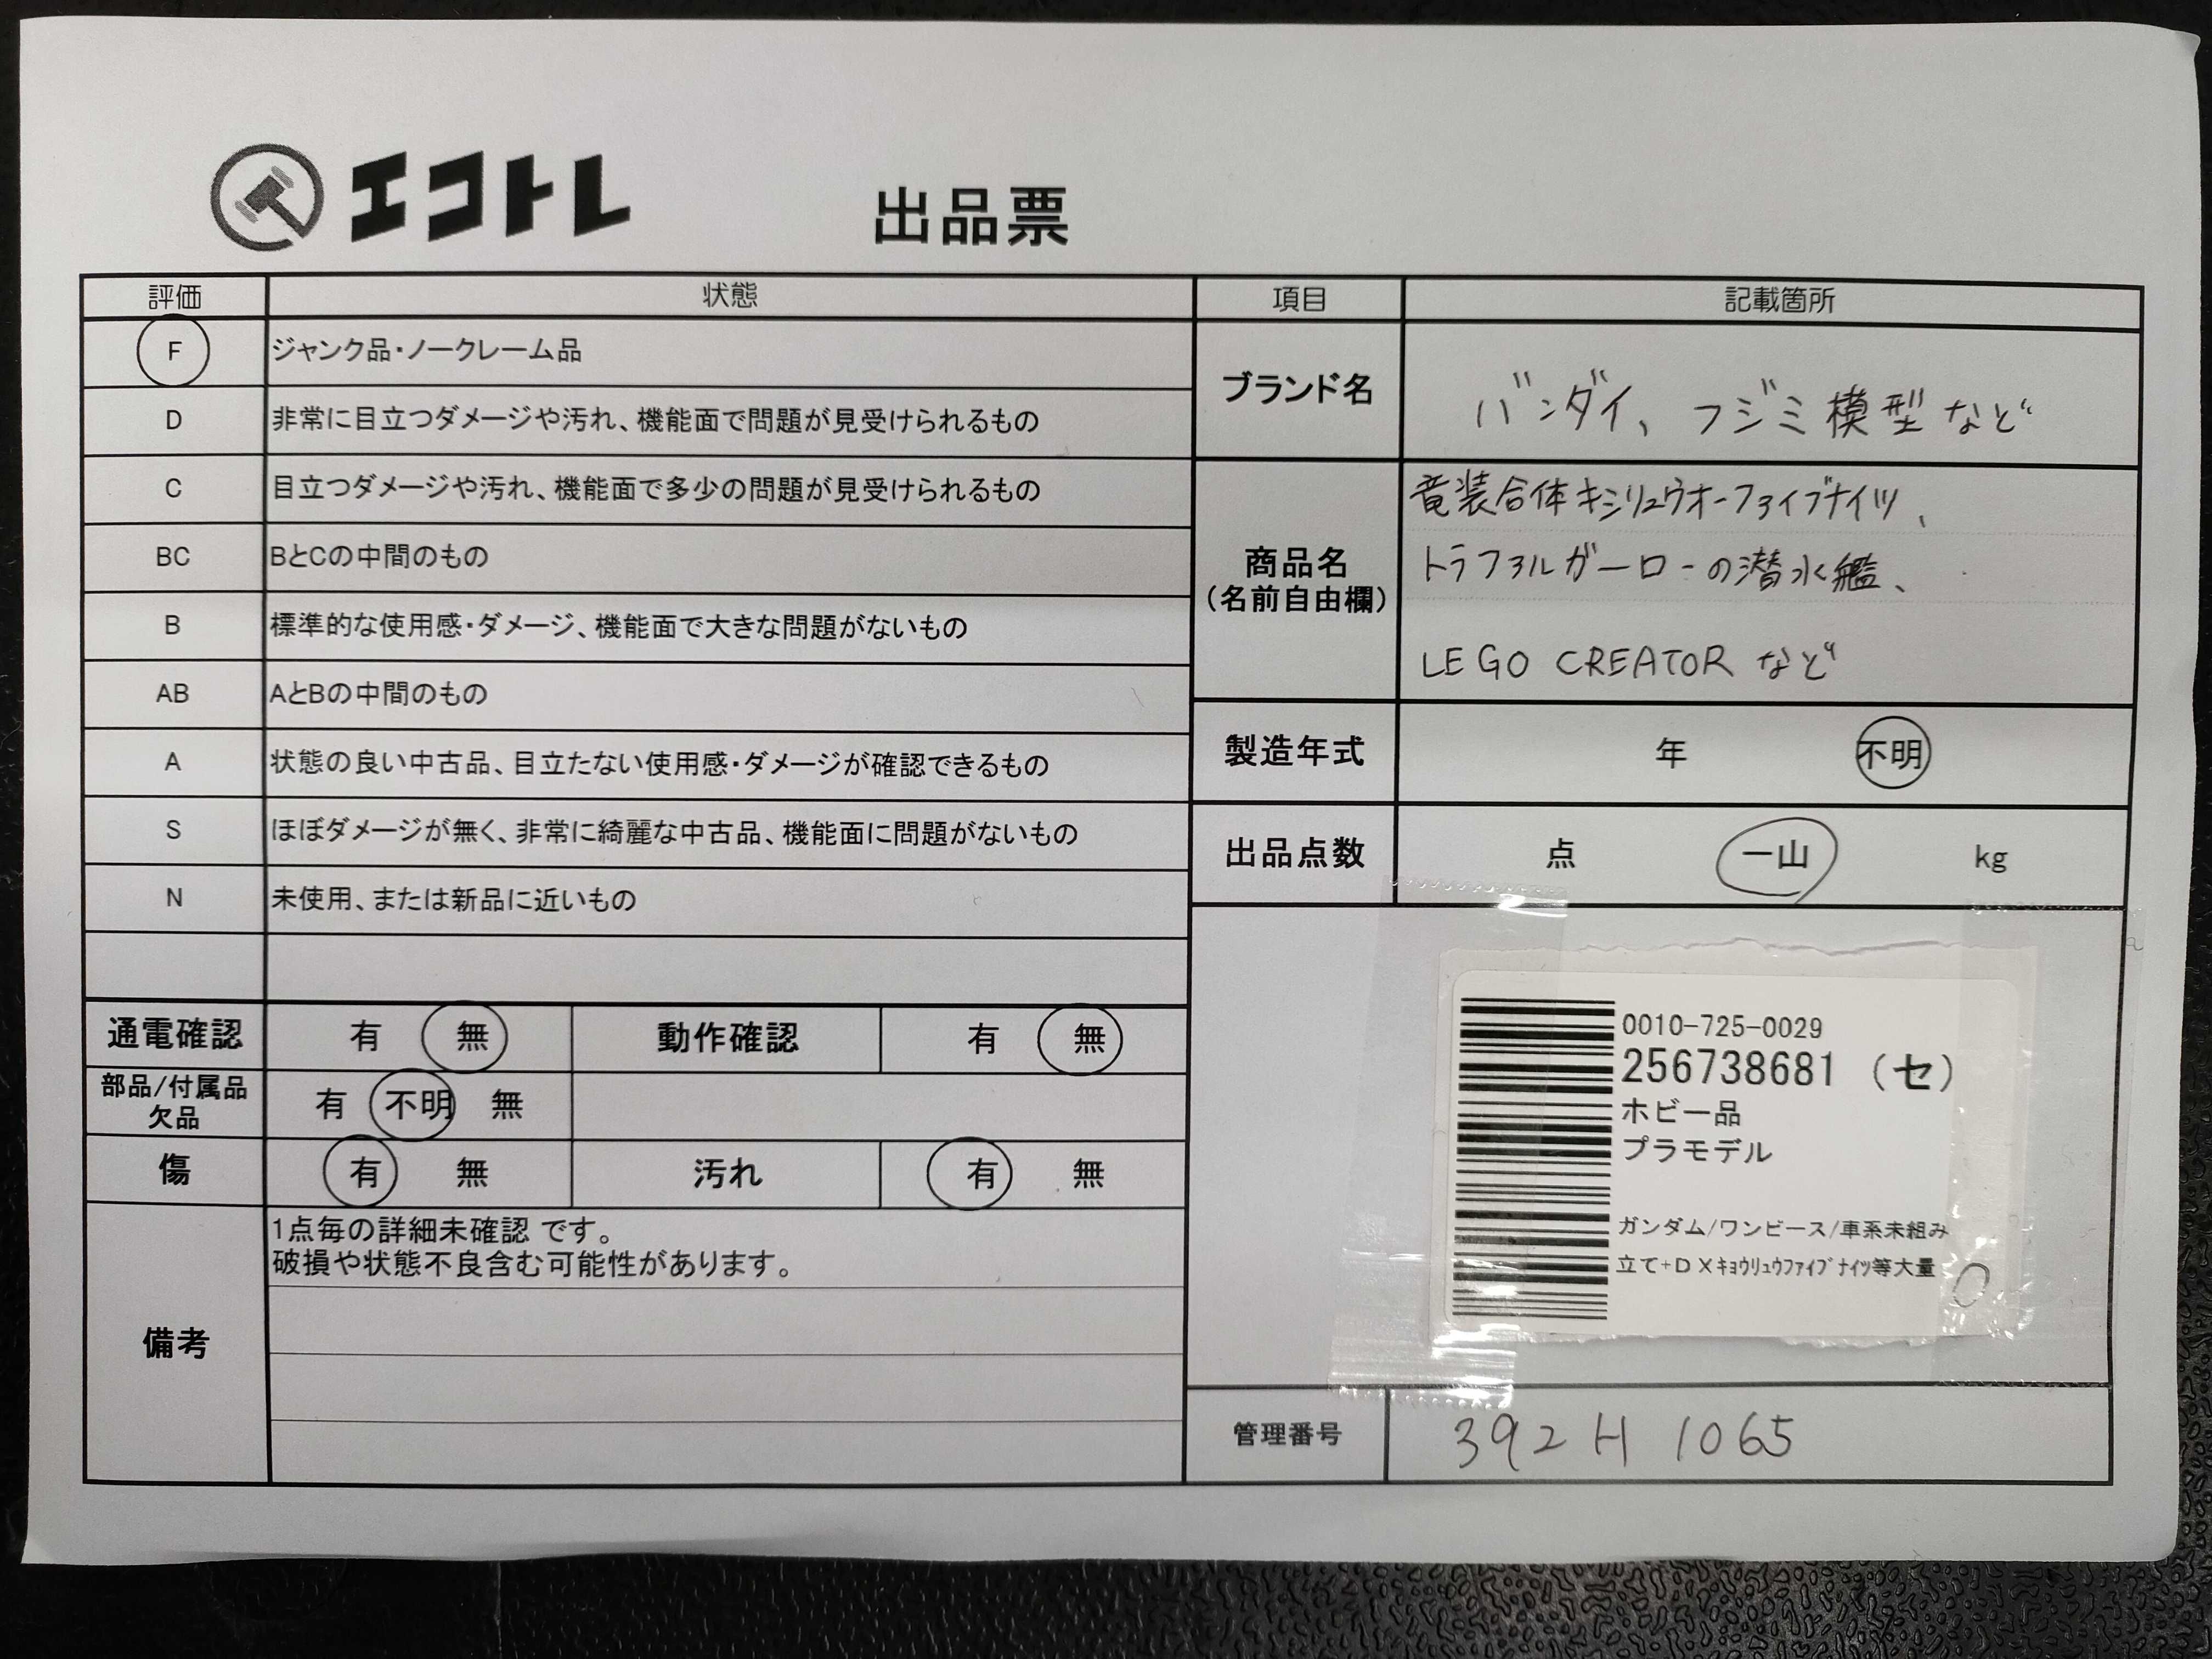 エコトレ
出品票
評価 状態
F ジャンク品・ノークレーム品
D 非常に目立つダメージや汚れ、機能面で問題が見受けられるもの
C 目立つダメージや汚れ、機能面で多少の問題が見受けられるもの
BC BとCの中間のもの
B 標準的な使用感・ダメージ、機能面で大きな問題がないもの
AB AとBの中間のもの
A 状態の良い中古品、目立たない使用感・ダメージが確認できるもの
S ほぼダメージが無く、非常に綺麗な中古品、機能面に問題がないもの
N 未使用、または新品に近いもの
通電確認 有 無 動作確認 有 無
部品/付属品
欠品
有 不明 無
傷 有 無 汚れ 有 無
備考
1点毎の詳細未確認 です。
破損や状態不良含む可能性があります。
項目 記載箇所
ブランド名 バンダイ、フジミ模型など
商品名
(名前自由欄)
竜装合体キシリュウオーファイブナイツ、
トラファルガーローの潜水艦、
LEGO CREATOR など
製造年式 年 不明
出品点数 点 一山 kg
0010-725-0029
256738681 (セ)
ホビー品
プラモデル
ガンダム/ワンピース/車系未組み
立て+DXｷｮｳﾘｭｳﾌｧｲﾌﾞﾅｲﾂ等大量
管理番号 392H 1065